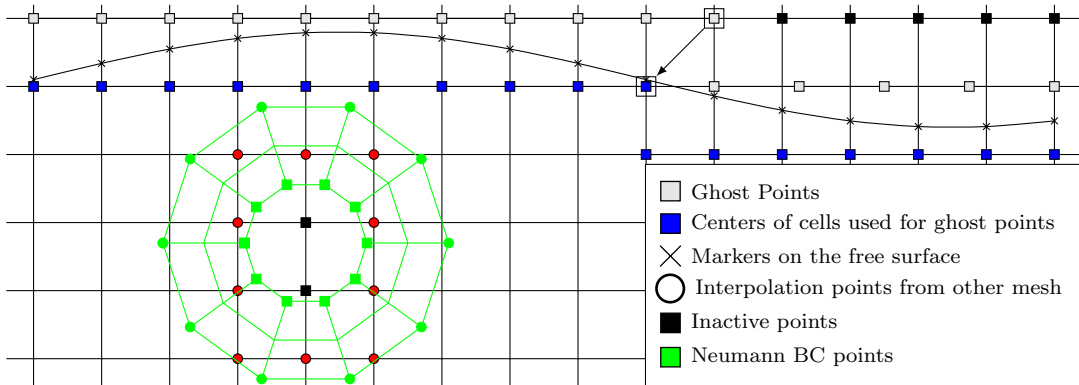 Ghost Points
Centers of cells used for ghost points
Markers on the free surface
Interpolation points from other mesh
Inactive points
Neumann BC points